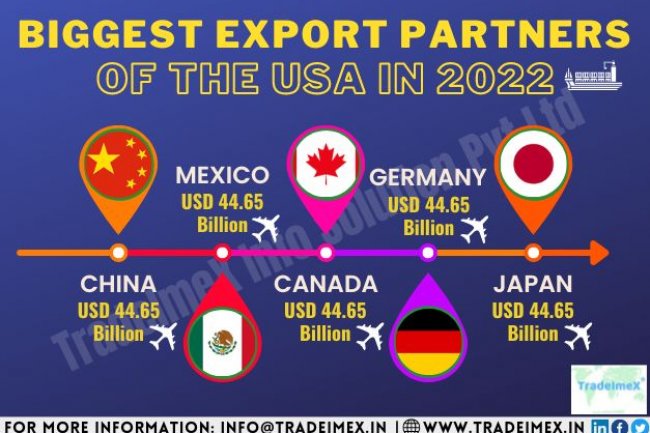 BIGGEST EXPORT PARTNERS
OF THE USA IN 2022
MEXICO
USD 44.65
Billion
GERMANY
USD 44.65
Billion
CHINA
USD 44.65
Billion
CANADA
USD 44.65
Billion
JAPAN
USD 44.65
Billion
TradeImeX Info Solution Pvt Ltd
TradeImeX
FOR MORE INFORMATION: INFO@TRADEIMEX.IN | WWW.TRADEIMEX.IN